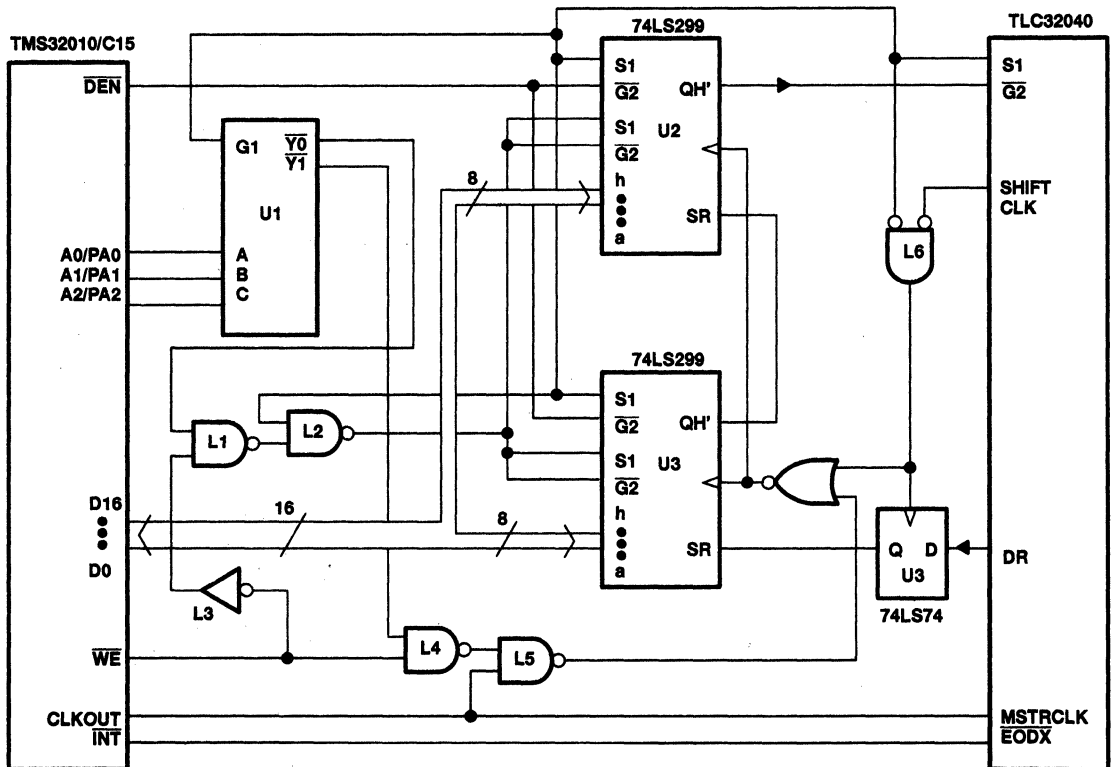 TMS32010/C15
DEN
A0/PA0
A1/PA1
A2/PA2
D16
D0
WE
CLKOUT
INT
G1
Y0
Y1
U1
A
B
C
L1
L2
L3
16
8
8
L4
L5
74LS299
S1
G2
QH'
S1
U2
G2
h
SR
a
74LS299
S1
G2
QH'
S1
U3
G2
h
SR
a
L6
Q
D
U3
74LS74
TLC32040
S1
G2
SHIFT
CLK
DR
MSTRCLK
EODX